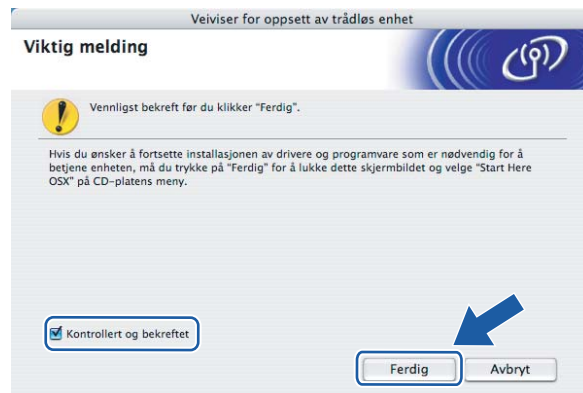 Veiviser for oppsett av trådløs enhet
Viktig melding
Vennligst bekreft før du klikker "Ferdig".
Hvis du ønsker å fortsette installasjonen av drivere og programvare som er nødvendig for å
betjene enheten, må du trykke på "Ferdig" for å lukke dette skjermbildet og velge "Start Here
OSX" på CD-platens meny.
Kontrollert og bekreftet
Ferdig
Avbryt